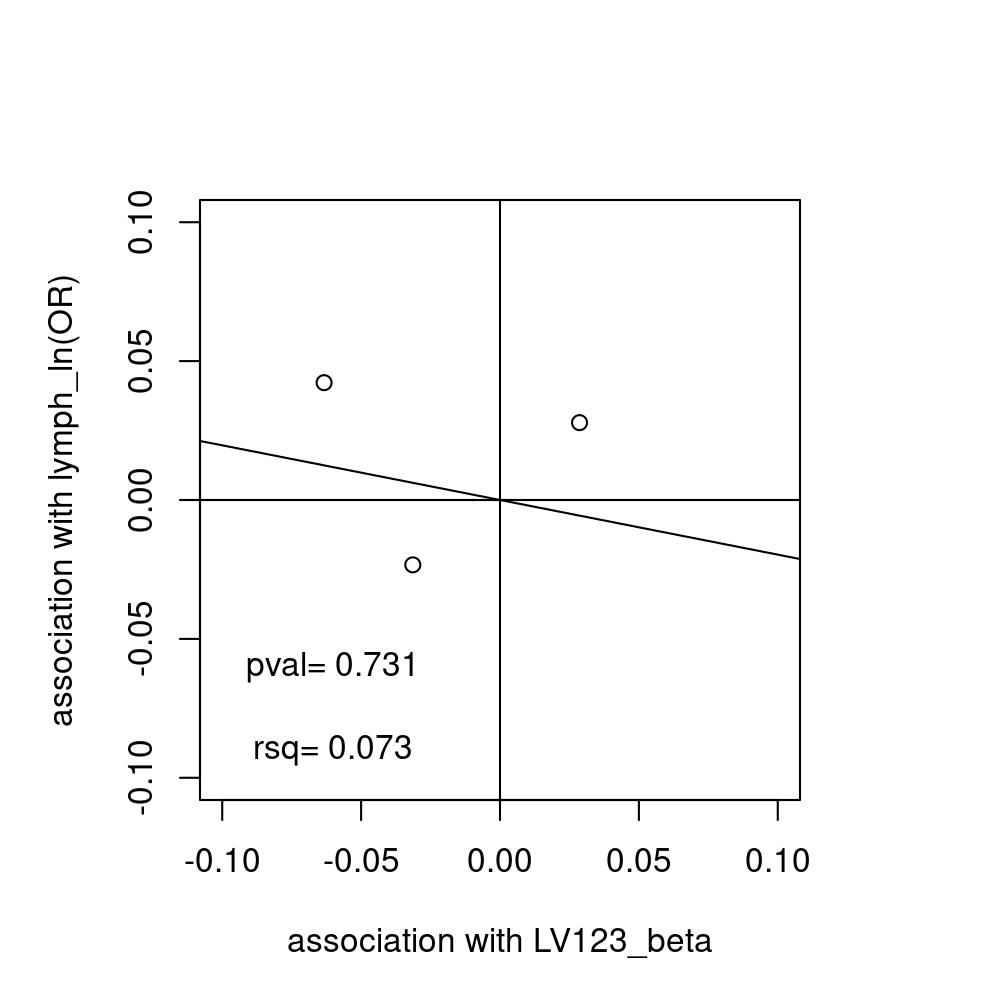 association with lymph_ln(OR)
0.10
0.05
0.00
-0.05
-0.10
pval= 0.731
rsq= 0.073
-0.10 -0.05 0.00 0.05 0.10
association with LV123_beta